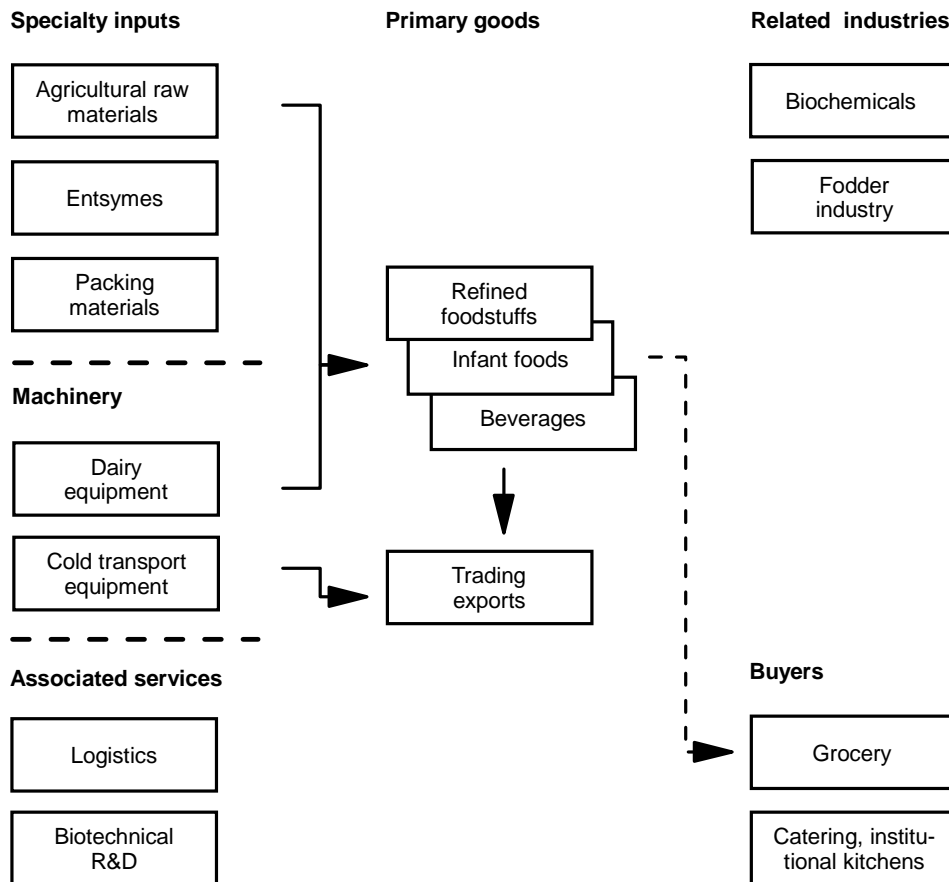 Specialty inputs
Agricultural raw
materials
Entsymes
Packing
materials
Machinery
Dairy
equipment
Cold transport
equipment
Associated services
Logistics
Biotechnical
R&D
Primary goods
Refined
foodstuffs
Infant foods
Beverages
Trading
exports
Related industries
Biochemicals
Fodder
industry
Buyers
Grocery
Catering, institu-
tional kitchens